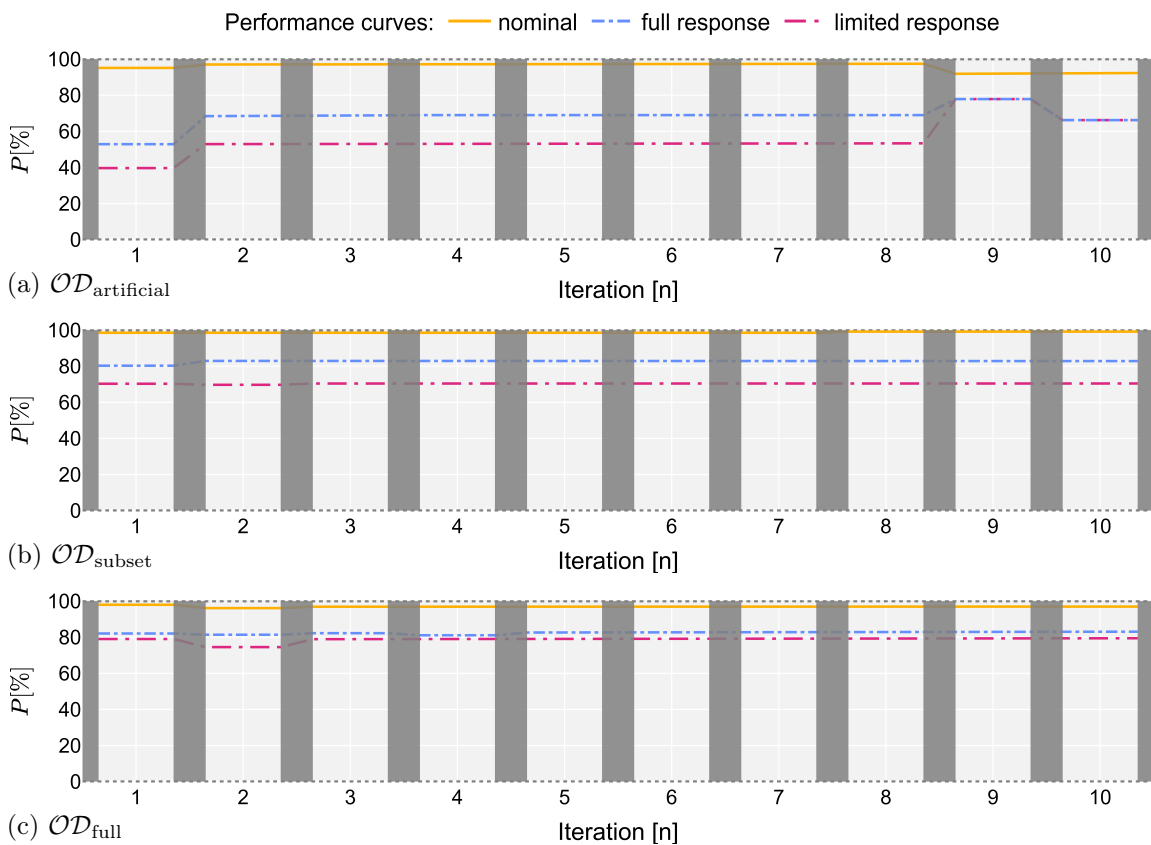 Performance curves: nominal full response limited response
P[%]
100
80
60
40
20
0
1 2 3 4 5 6 7 8 9 10
Iteration [n]
(a) 𝒪𝒟artificial
P[%]
100
80
60
40
20
0
1 2 3 4 5 6 7 8 9 10
Iteration [n]
(b) 𝒪𝒟subset
P[%]
100
80
60
40
20
0
1 2 3 4 5 6 7 8 9 10
Iteration [n]
(c) 𝒪𝒟full